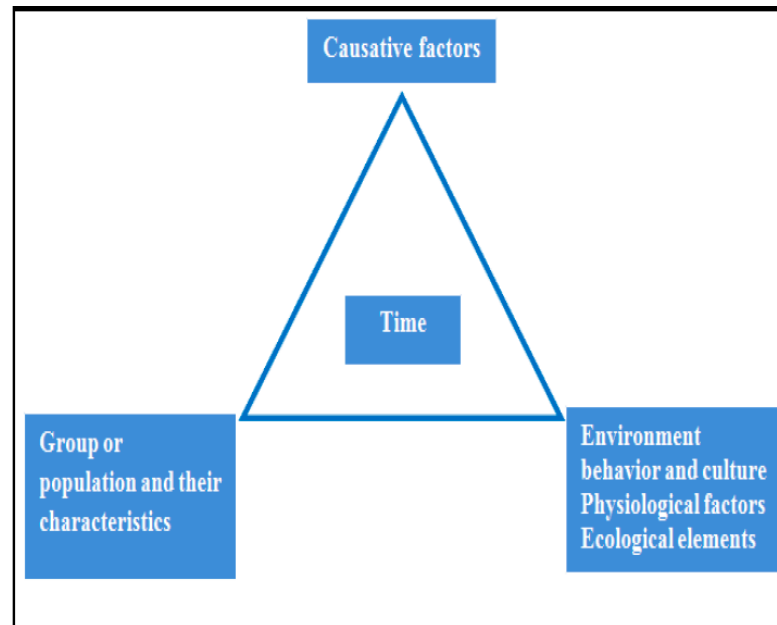 Causative factors
Time
Group or
population and their
characteristics
Environment
behavior and culture
Physiological factors
Ecological elements